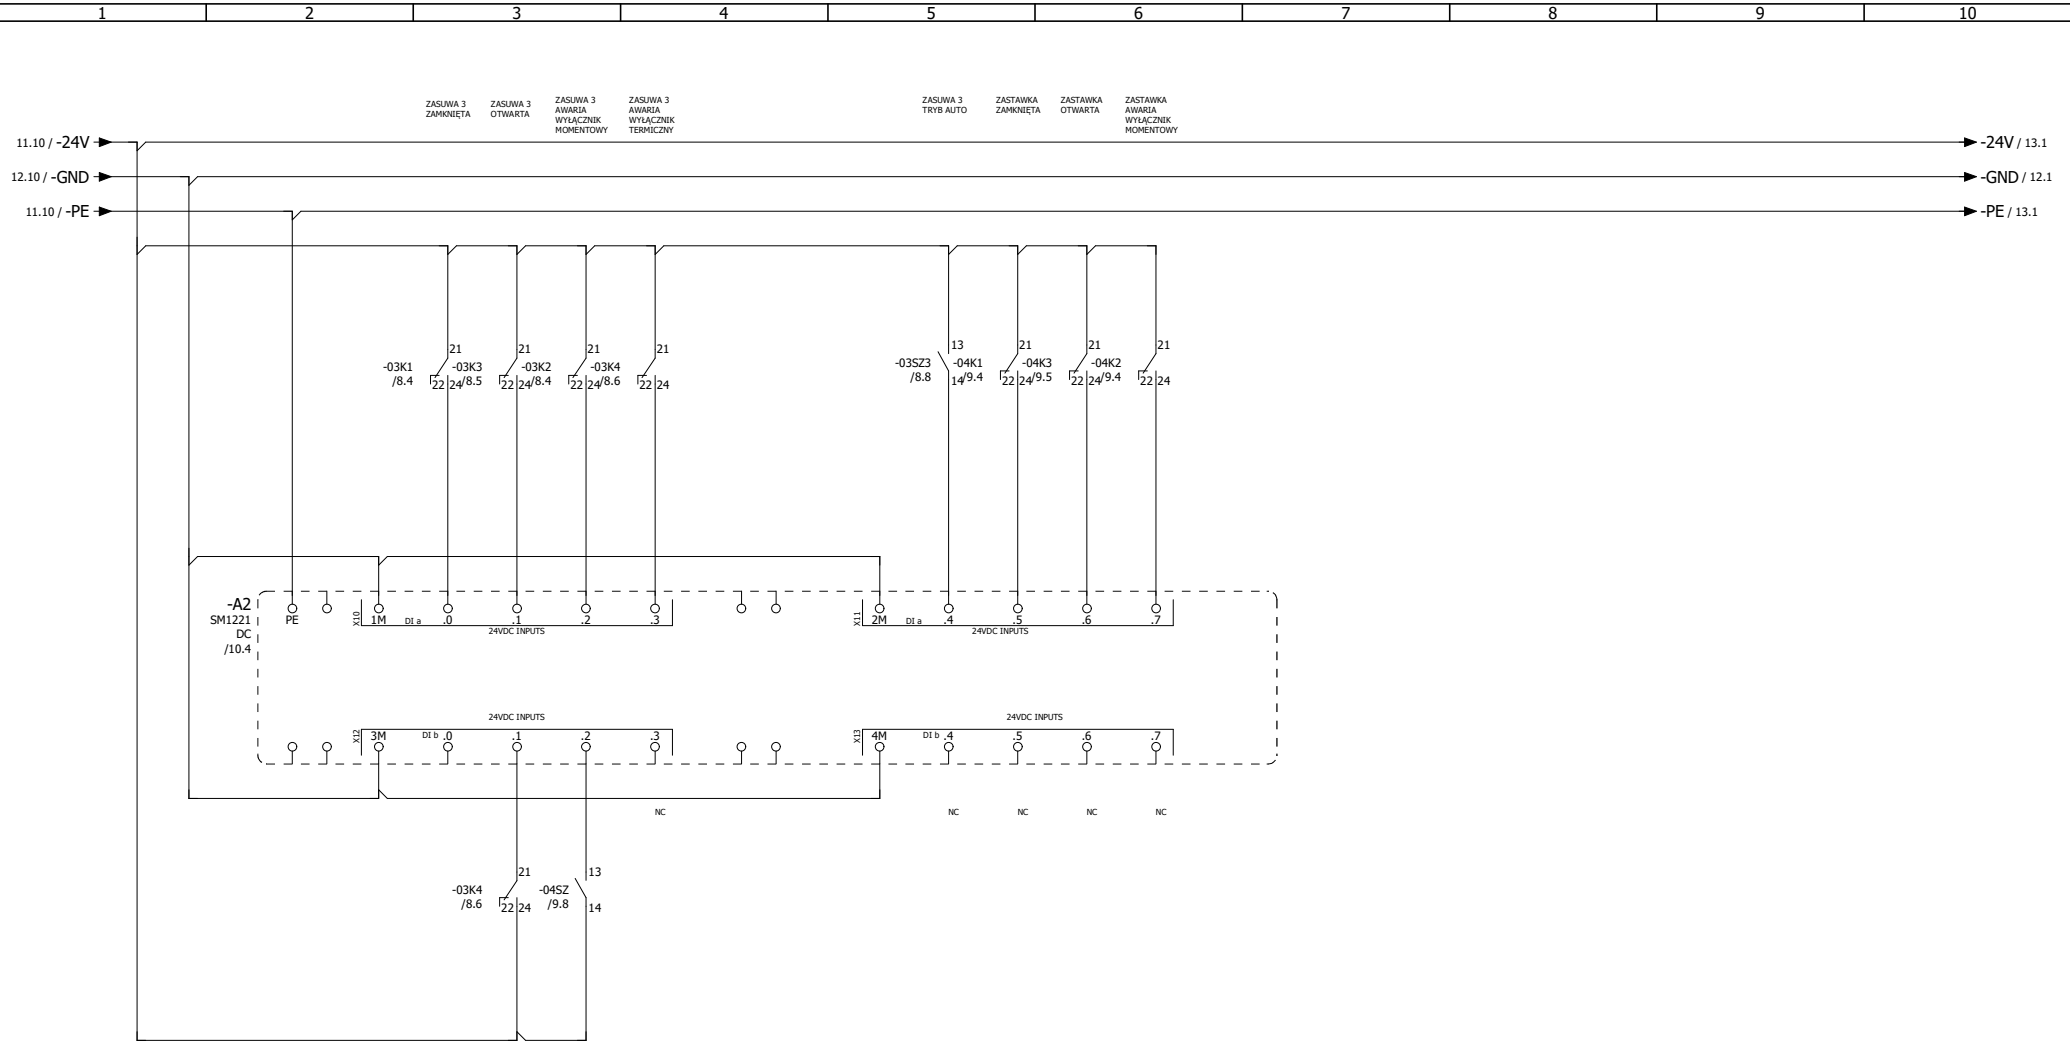 1 2 3 4 5 6 7 8 9 10
ZASUWA 3
ZAMKNIĘTA
ZASUWA 3
OTWARTA
ZASUWA 3
AWARIA
WYŁĄCZNIK
MOMENTOWY
ZASUWA 3
AWARIA
WYŁĄCZNIK
TERMICZNY
ZASUWA 3
TRYB AUTO
ZASTAWKA
ZAMKNIĘTA
ZASTAWKA
OTWARTA
ZASTAWKA
AWARIA
WYŁĄCZNIK
MOMENTOWY
11.10 / -24V
-24V / 13.1
12.10 / -GND
-GND / 12.1
11.10 / -PE
-PE / 13.1
21 21 21 21 13 21 21 21
-03K1 -03K3 -03K2 -03K4 -03SZ3 -04K1 -04K3 -04K2
/8.4 22 24 /8.5 22 24 /8.4 22 24 /8.6 22 24 /8.8 14 /9.4 22 24 /9.5 22 24 /9.4 22 24
-A2
SM1221
DC
/10.4
PE
X10 1M DI a .0 .1 .2 .3
24VDC INPUTS
X11 2M DI a .4 .5 .6 .7
24VDC INPUTS
24VDC INPUTS
X12 3M DI b .0 .1 .2 .3
24VDC INPUTS
X13 4M DI b .4 .5 .6 .7
NC NC NC NC NC
21 13
-03K4 -04SZ
/8.6 22 24 /9.8 14